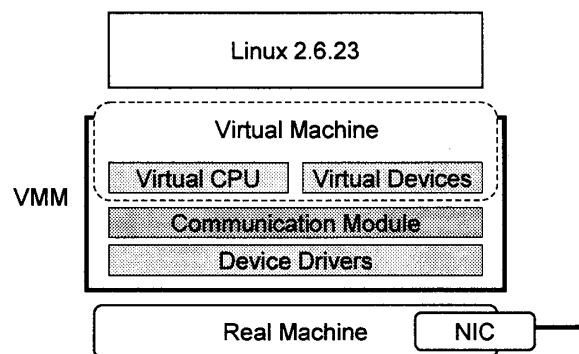 Linux 2.6.23
Virtual Machine
Virtual CPU
Virtual Devices
VMM
Communication Module
Device Drivers
Real Machine
NIC